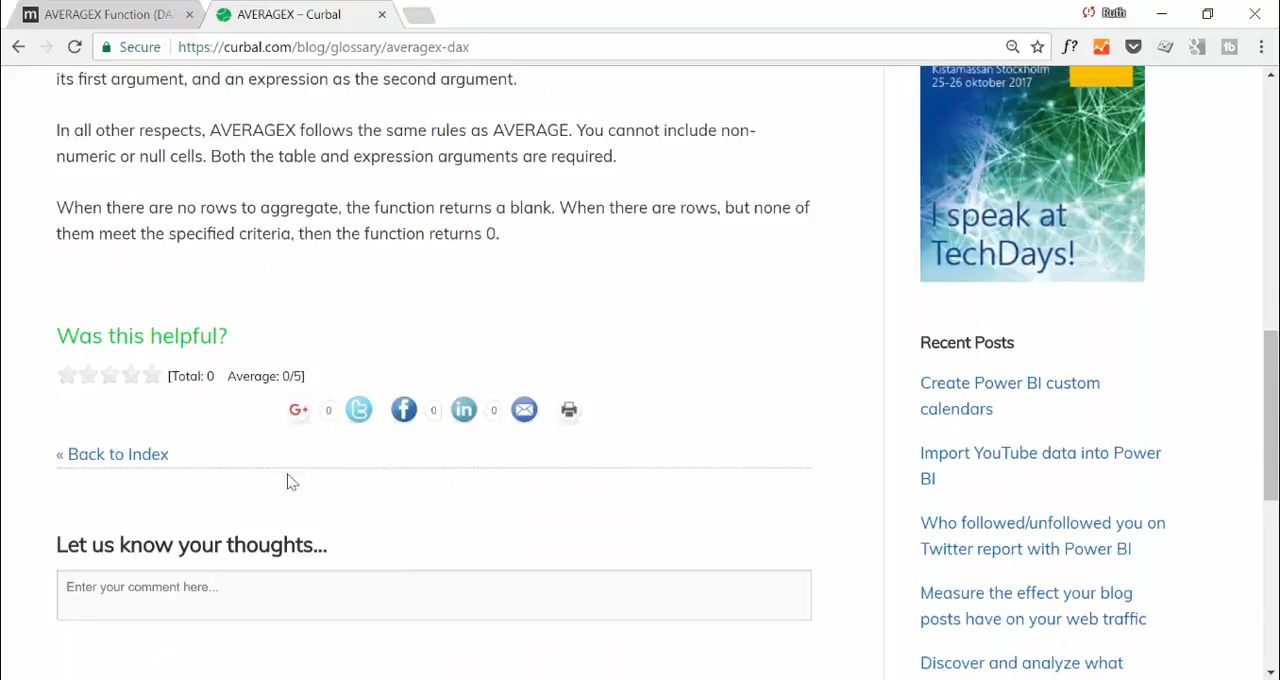 AVERAGEX Function (DA
AVERAGEX – Curbal
Ruth
Secure
https://curbal.com/blog/glossary/averagex-dax
f?
its first argument, and an expression as the second argument.
In all other respects, AVERAGEX follows the same rules as AVERAGE. You cannot include non-
numeric or null cells. Both the table and expression arguments are required.
When there are no rows to aggregate, the function returns a blank. When there are rows, but none of
them meet the specified criteria, then the function returns 0.
Was this helpful?
[Total: 0 Average: 0/5]
G+ 0 0 in 0
« Back to Index
Let us know your thoughts...
Enter your comment here...
Kistamässan Stockholm
25-26 oktober 2017
I speak at
TechDays!
Recent Posts
Create Power BI custom
calendars
Import YouTube data into Power
BI
Who followed/unfollowed you on
Twitter report with Power BI
Measure the effect your blog
posts have on your web traffic
Discover and analyze what